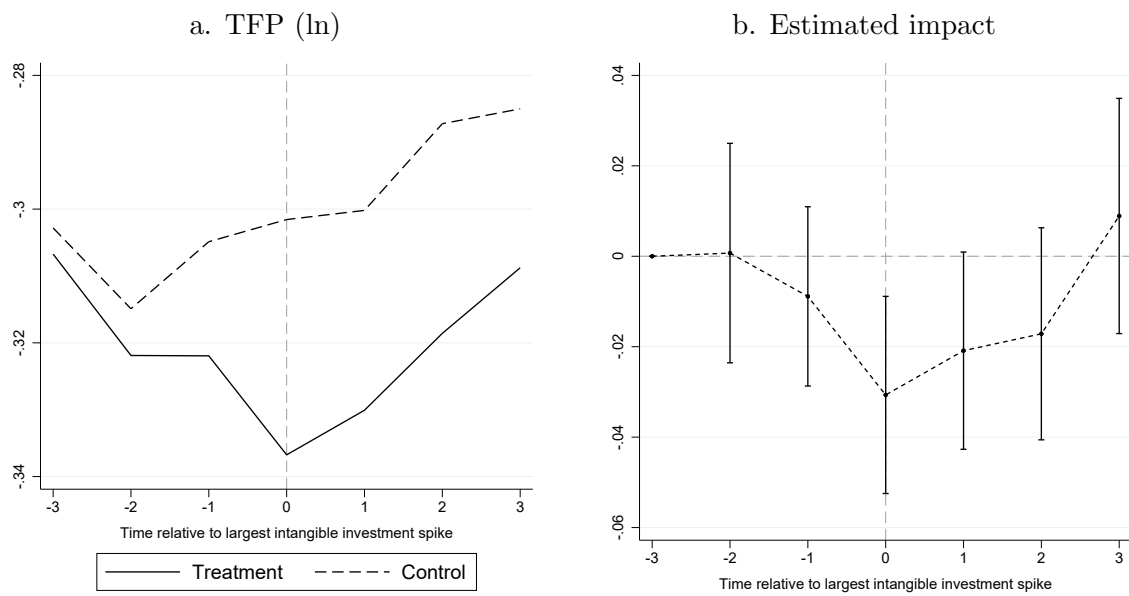 a. TFP (ln)
-.28
-.3
-.32
-.34
-3 -2 -1 0 1 2 3
Time relative to largest intangible investment spike
Treatment Control
b. Estimated impact
.04
.02
0
-.02
-.04
-.06
-3 -2 -1 0 1 2 3
Time relative to largest intangible investment spike